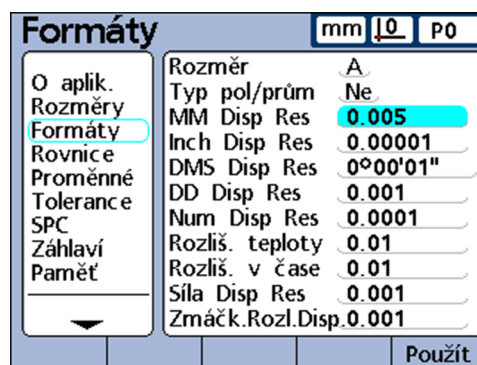 Formáty
mm 0 P0
O aplik.
Rozměry
Formáty
Rovnice
Proměnné
Tolerance
SPC
Záhlaví
Paměť
Rozměr A
Typ pol/prům Ne
MM Disp Res 0.005
Inch Disp Res 0.00001
DMS Disp Res 0°00'01"
DD Disp Res 0.001
Num Disp Res 0.0001
Rozliš. teploty 0.01
Rozliš. v čase 0.01
Síla Disp Res 0.001
Zmáčk.Rozl.Disp.0.001
Použít